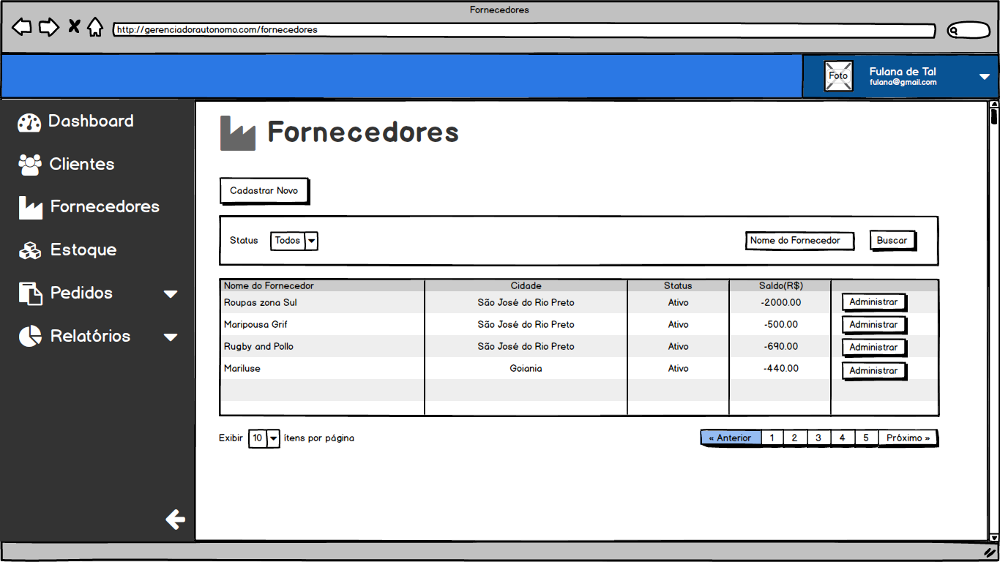 Fornecedores
http://gerenciadorautonomo.com/fornecedores
Foto
Fulana de Tal
fulana@gmail.com
Dashboard
Clientes
Fornecedores
Estoque
Pedidos
Relatórios
Fornecedores
Cadastrar Novo
Status Todos Nome do Fornecedor Buscar
Nome do Fornecedor Cidade Status Saldo(R$)
Roupas zona Sul São José do Rio Preto Ativo -2000.00 Administrar
Maripousa Grif São José do Rio Preto Ativo -500.00 Administrar
Rugby and Pollo São José do Rio Preto Ativo -690.00 Administrar
Mariluse Goiania Ativo -440.00 Administrar
Exibir 10 ítens por página « Anterior 1 2 3 4 5 Próximo »